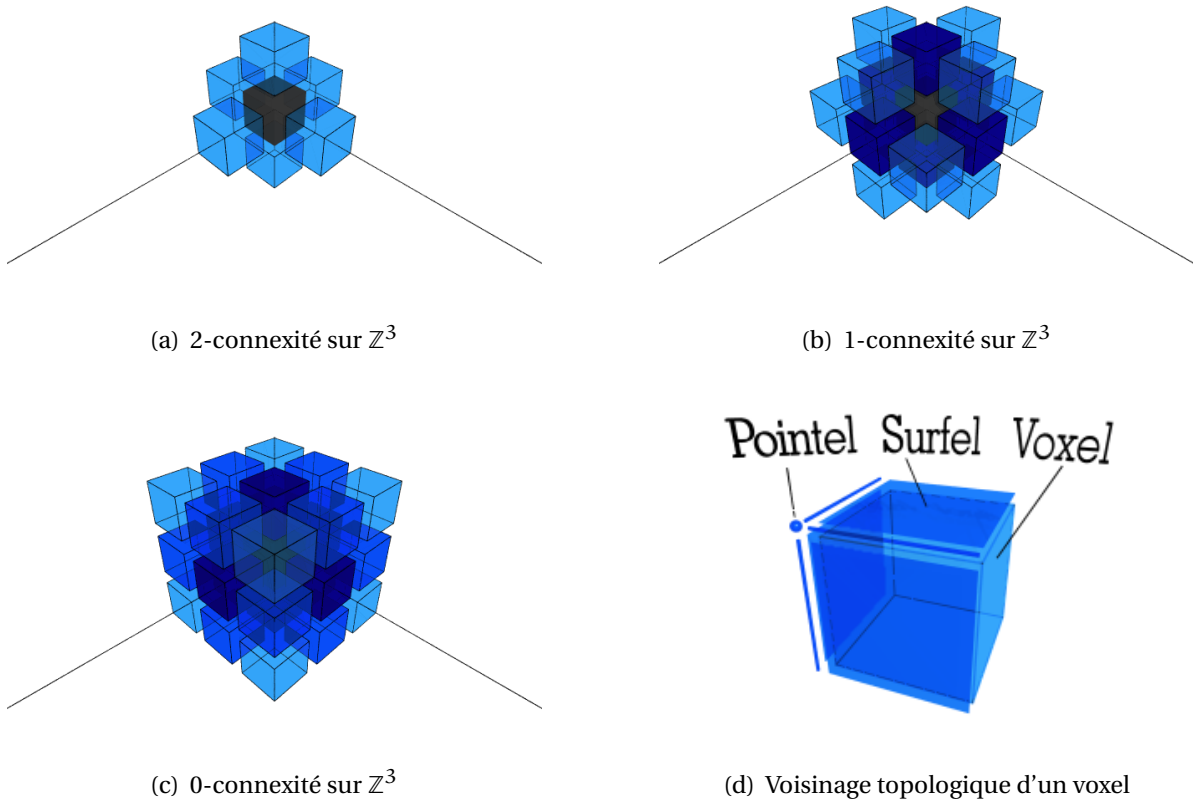 (a) 2-connexité sur ℤ³
(b) 1-connexité sur ℤ³
Pointel Surfel Voxel
(c) 0-connexité sur ℤ³
(d) Voisinage topologique d'un voxel